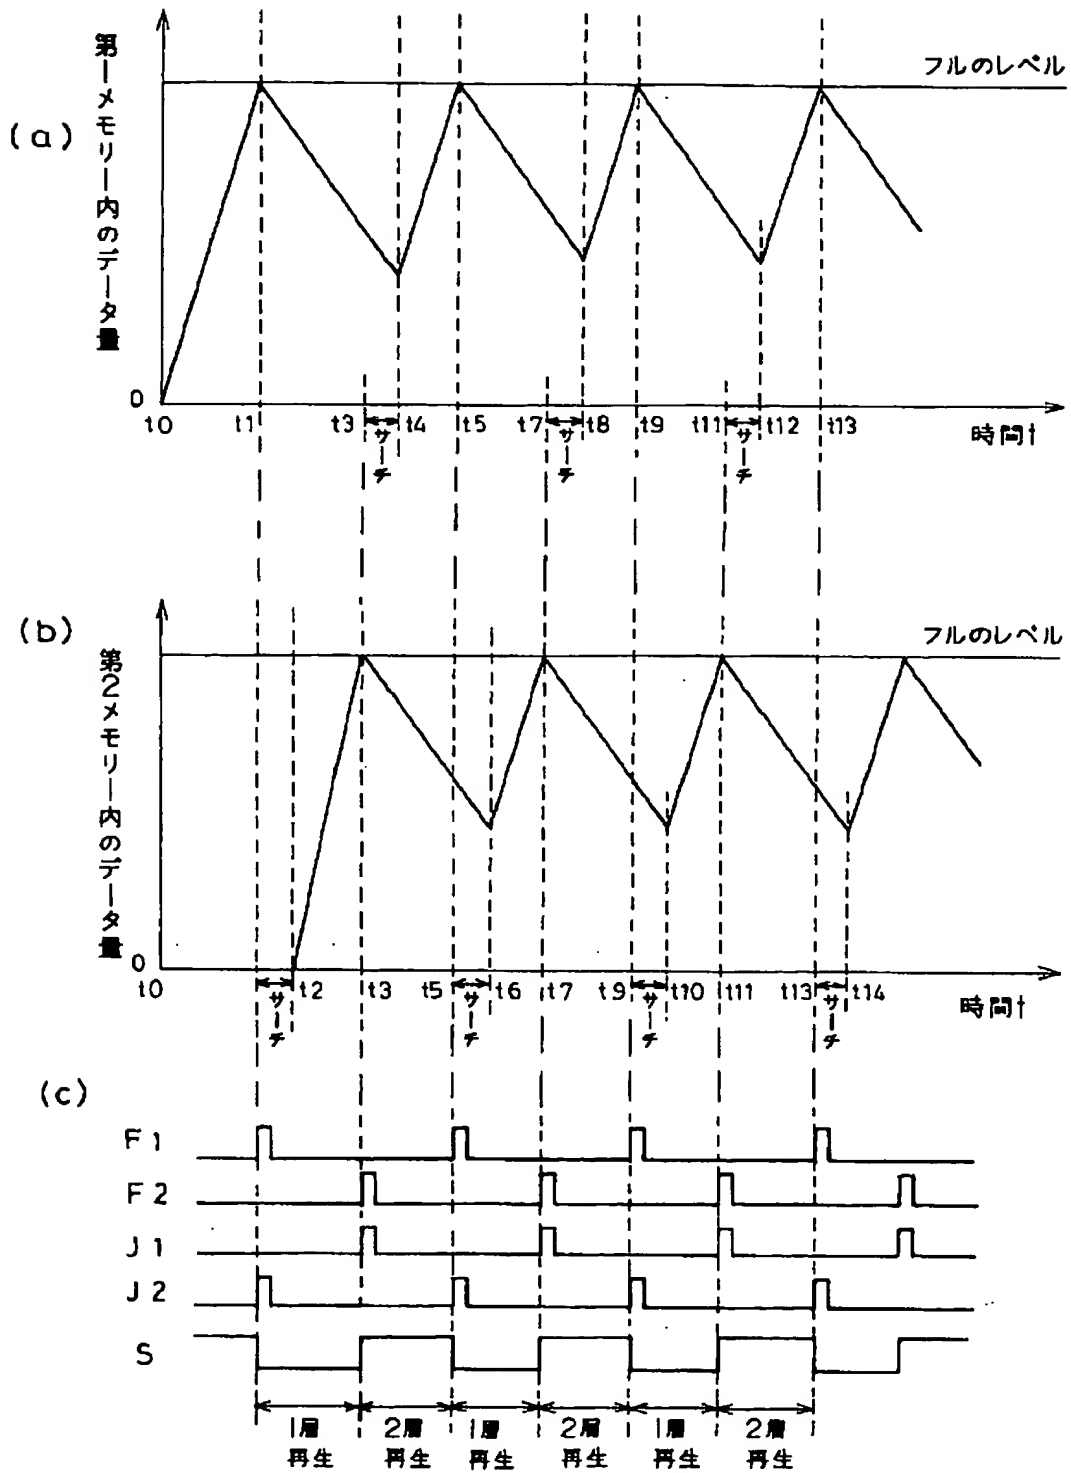 (a)
第一メモリー内のデータ量
フルのレベル
0
t0 t1 t3 t4 t5 t7 t8 t9 t11 t12 t13
サーチ サーチ サーチ
時間t
(b)
第2メモリー内のデータ量
フルのレベル
0
t0 t2 t3 t5 t6 t7 t9 t10 t11 t13 t14
サーチ サーチ サーチ サーチ
時間t
(c)
F1
F2
J1
J2
S
1層 2層 1層 2層 1層 2層
再生 再生 再生 再生 再生 再生